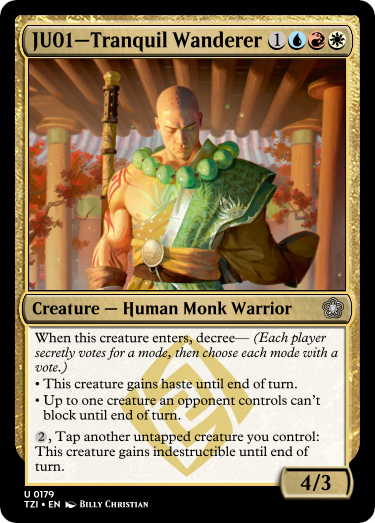 JU01—Tranquil Wanderer 1
Creature — Human Monk Warrior
When this creature enters, decree— (Each player
secretly votes for a mode, then choose each mode with a
vote.)
• This creature gains haste until end of turn.
• Up to one creature an opponent controls can't
block until end of turn.
2, Tap another untapped creature you control:
This creature gains indestructible until end of
turn.
4/3
U 0179
TZI • EN Billy Christian